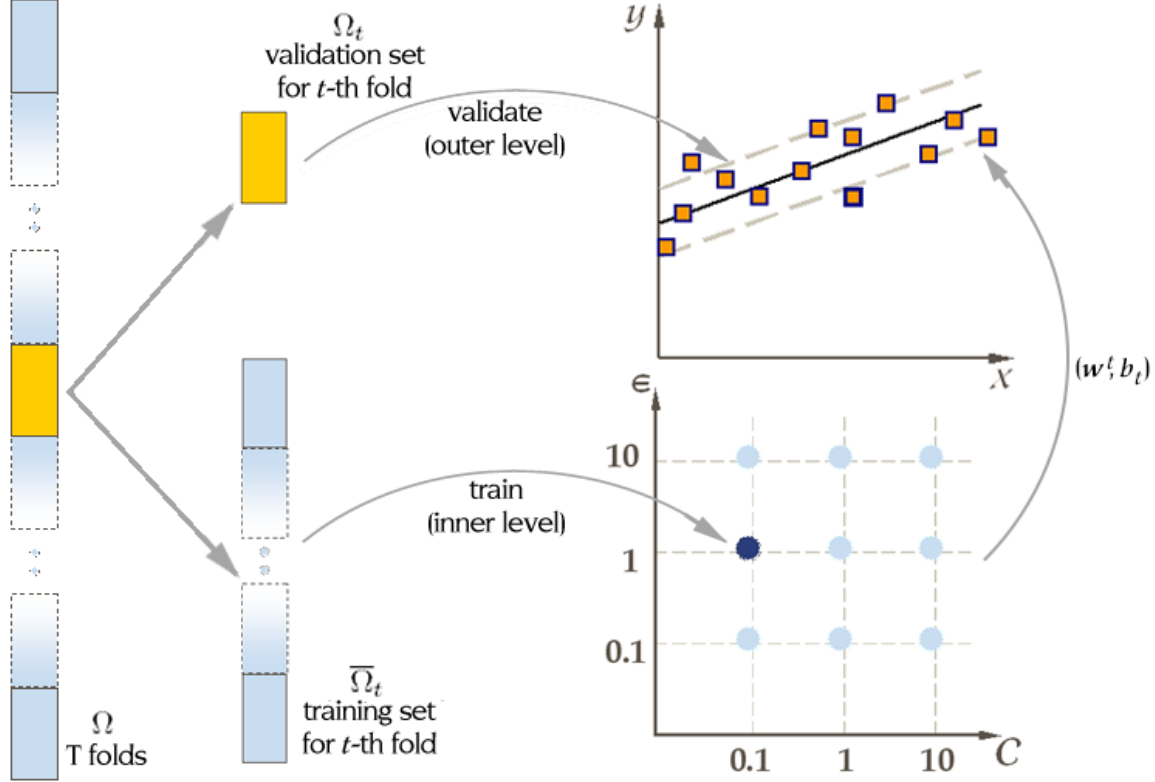 Ω_t
validation set
for t-th fold
validate
(outer level)
y
x
(w^t, b_t)
ϵ
10
1
0.1
0.1 1 10
C
train
(inner level)
Ω
T folds
Ω̅_t
training set
for t-th fold